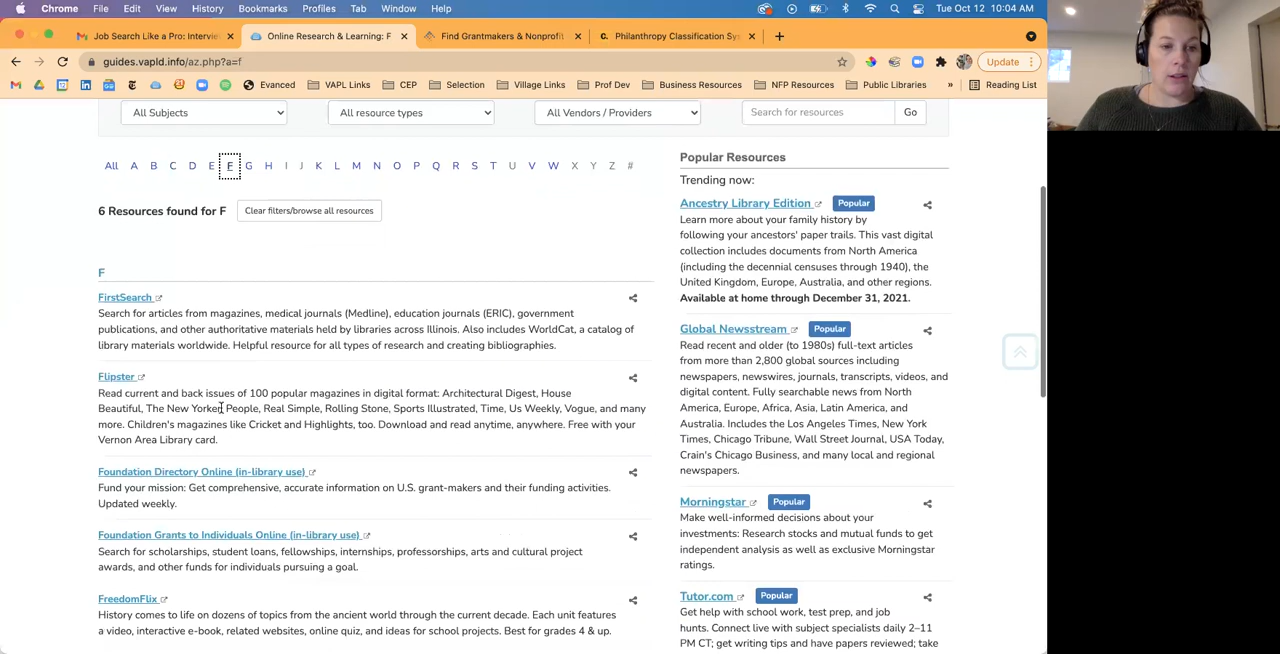 Chrome File Edit View History Bookmarks Profiles Tab Window Help Tue Oct 12 10:04 AM
Job Search Like a Pro: Intervie Online Research & Learning: F Find Grantmakers & Nonprofit Philanthropy Classification Sy
guides.vapld.info/az.php?a=f Update
Evanced VAPL Links CEP Selection Village Links Prof Dev Business Resources NFP Resources Public Libraries » Reading List
All Subjects All resource types All Vendors / Providers Search for resources Go
All A B C D E F G H I J K L M N O P Q R S T U V W X Y Z #
6 Resources found for F Clear filters/browse all resources
F
FirstSearch
Search for articles from magazines, medical journals (Medline), education journals (ERIC), government
publications, and other authoritative materials held by libraries across Illinois. Also includes WorldCat, a catalog of
library materials worldwide. Helpful resource for all types of research and creating bibliographies.
Flipster
Read current and back issues of 100 popular magazines in digital format: Architectural Digest, House
Beautiful, The New Yorker, People, Real Simple, Rolling Stone, Sports Illustrated, Time, Us Weekly, Vogue, and many
more. Children's magazines like Cricket and Highlights, too. Download and read anytime, anywhere. Free with your
Vernon Area Library card.
Foundation Directory Online (in-library use)
Fund your mission: Get comprehensive, accurate information on U.S. grant-makers and their funding activities.
Updated weekly.
Foundation Grants to Individuals Online (in-library use)
Search for scholarships, student loans, fellowships, internships, professorships, arts and cultural project
awards, and other funds for individuals pursuing a goal.
FreedomFlix
History comes to life on dozens of topics from the ancient world through the current decade. Each unit features
a video, interactive e-book, related websites, online quiz, and ideas for school projects. Best for grades 4 & up.
Popular Resources
Trending now:
Ancestry Library Edition Popular
Learn more about your family history by
following your ancestors' paper trails. This vast digital
collection includes documents from North America
(including the decennial censuses through 1940), the
United Kingdom, Europe, Australia, and other regions.
Available at home through December 31, 2021.
Global Newsstream Popular
Read recent and older (to 1980s) full-text articles
from more than 2,800 global sources including
newspapers, newswires, journals, transcripts, videos, and
digital content. Fully searchable news from North
America, Europe, Africa, Asia, Latin America, and
Australia. Includes the Los Angeles Times, New York
Times, Chicago Tribune, Wall Street Journal, USA Today,
Crain's Chicago Business, and many local and regional
newspapers.
Morningstar Popular
Make well-informed decisions about your
investments: Research stocks and mutual funds to get
independent analysis as well as exclusive Morningstar
ratings.
Tutor.com Popular
Get help with school work, test prep, and job
hunts. Connect live with subject specialists daily 2–11
PM CT; get writing tips and have papers reviewed; take